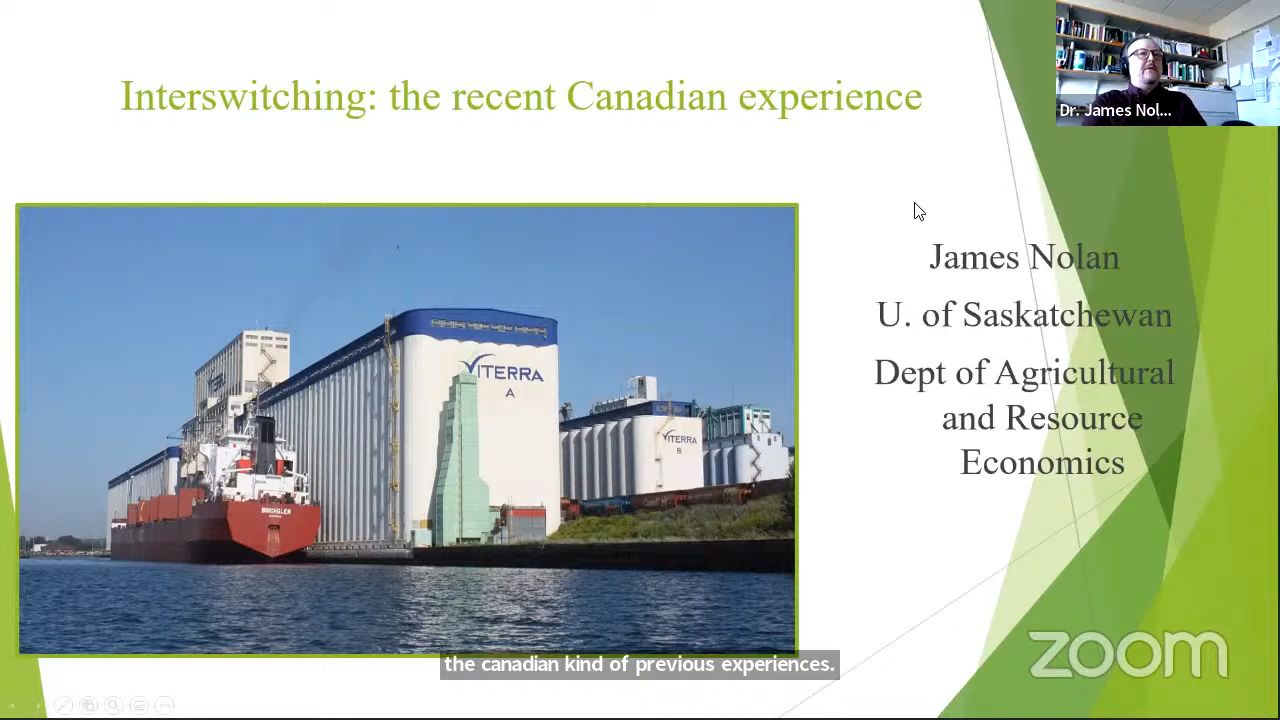 Interswitching: the recent Canadian experience
Dr. James Nol...
James Nolan
U. of Saskatchewan
Dept of Agricultural
and Resource
Economics
VITERRA
A
VITERRA
B
the canadian kind of previous experiences.
zoom